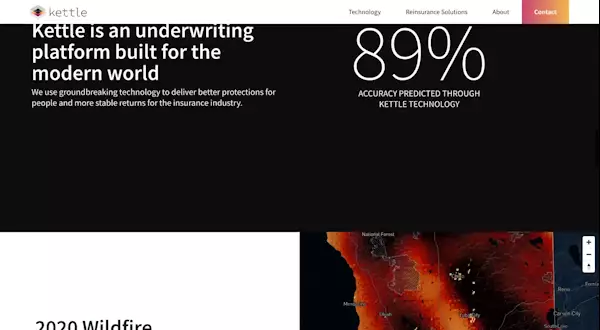 kettle
Technology
Reinsurance Solutions
About
Contact
Kettle is an underwriting
platform built for the
modern world
We use groundbreaking technology to deliver better protections for
people and more stable returns for the insurance industry.
89%
ACCURACY PREDICTED THROUGH
KETTLE TECHNOLOGY
2020 Wildfire
National Forest
Reno
Carson City
Ukiah
+
−